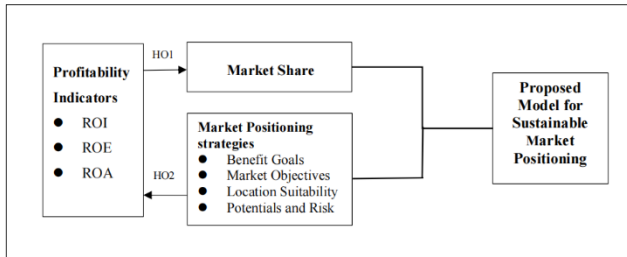 Profitability
Indicators
● ROI
● ROE
● ROA
HO1
HO2
Market Share
Market Positioning
strategies
● Benefit Goals
● Market Objectives
● Location Suitability
● Potentials and Risk
Proposed
Model for
Sustainable
Market
Positioning